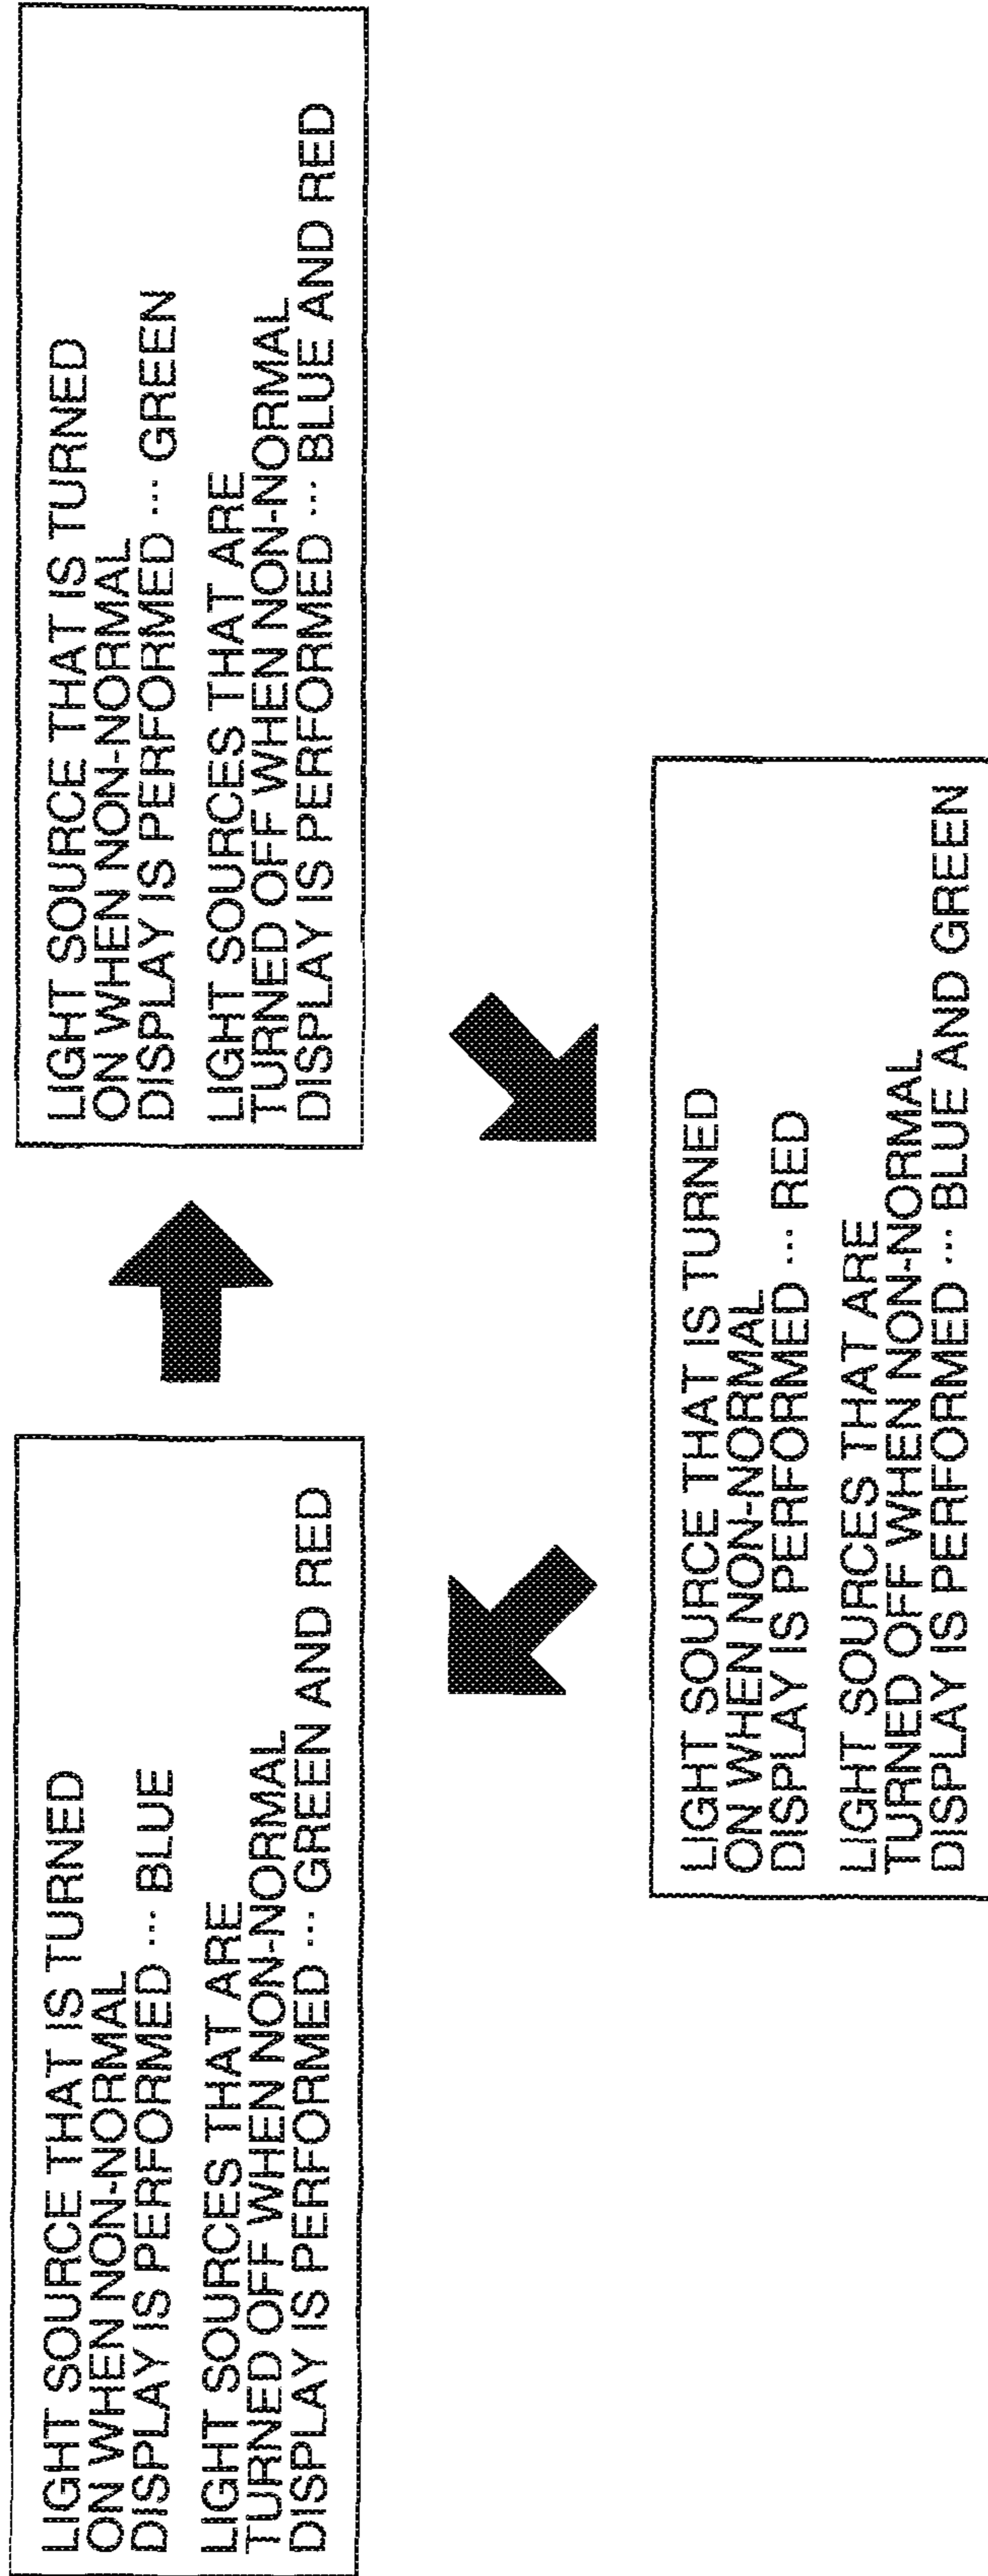 LIGHT SOURCE THAT IS TURNED
ON WHEN NON-NORMAL
DISPLAY IS PERFORMED ... BLUE
LIGHT SOURCES THAT ARE
TURNED OFF WHEN NON-NORMAL
DISPLAY IS PERFORMED ... GREEN AND RED
LIGHT SOURCE THAT IS TURNED
ON WHEN NON-NORMAL
DISPLAY IS PERFORMED ... GREEN
LIGHT SOURCES THAT ARE
TURNED OFF WHEN NON-NORMAL
DISPLAY IS PERFORMED ... BLUE AND RED
LIGHT SOURCE THAT IS TURNED
ON WHEN NON-NORMAL
DISPLAY IS PERFORMED ... RED
LIGHT SOURCES THAT ARE
TURNED OFF WHEN NON-NORMAL
DISPLAY IS PERFORMED ... BLUE AND GREEN